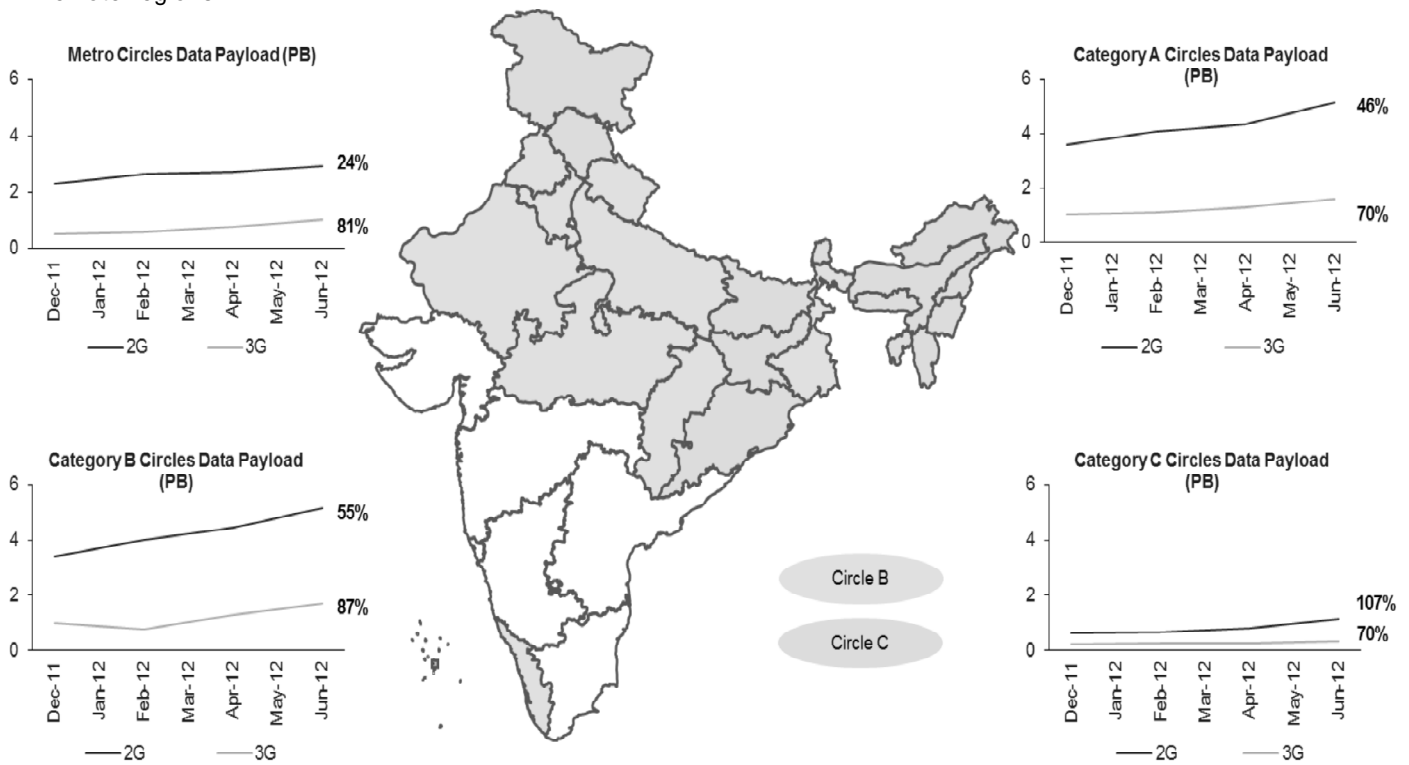 Metro Circles Data Payload (PB)
6
4
2
0
24%
81%
Dec-11
Jan-12
Feb-12
Mar-12
Apr-12
May-12
Jun-12
2G
3G
Category A Circles Data Payload
(PB)
6
4
2
0
46%
70%
Dec-11
Jan-12
Feb-12
Mar-12
Apr-12
May-12
Jun-12
2G
3G
Category B Circles Data Payload
(PB)
6
4
2
0
55%
87%
Dec-11
Jan-12
Feb-12
Mar-12
Apr-12
May-12
Jun-12
2G
3G
Circle B
Circle C
Category C Circles Data Payload
(PB)
6
4
2
0
107%
70%
Dec-11
Jan-12
Feb-12
Mar-12
Apr-12
May-12
Jun-12
2G
3G